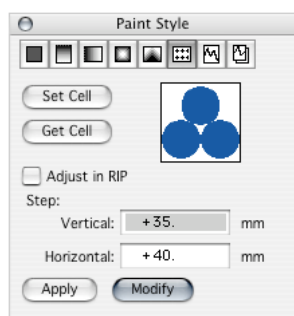 Paint Style
Set Cell
Get Cell
Adjust in RIP
Step:
Vertical: +35. mm
Horizontal: +40. mm
Apply Modify